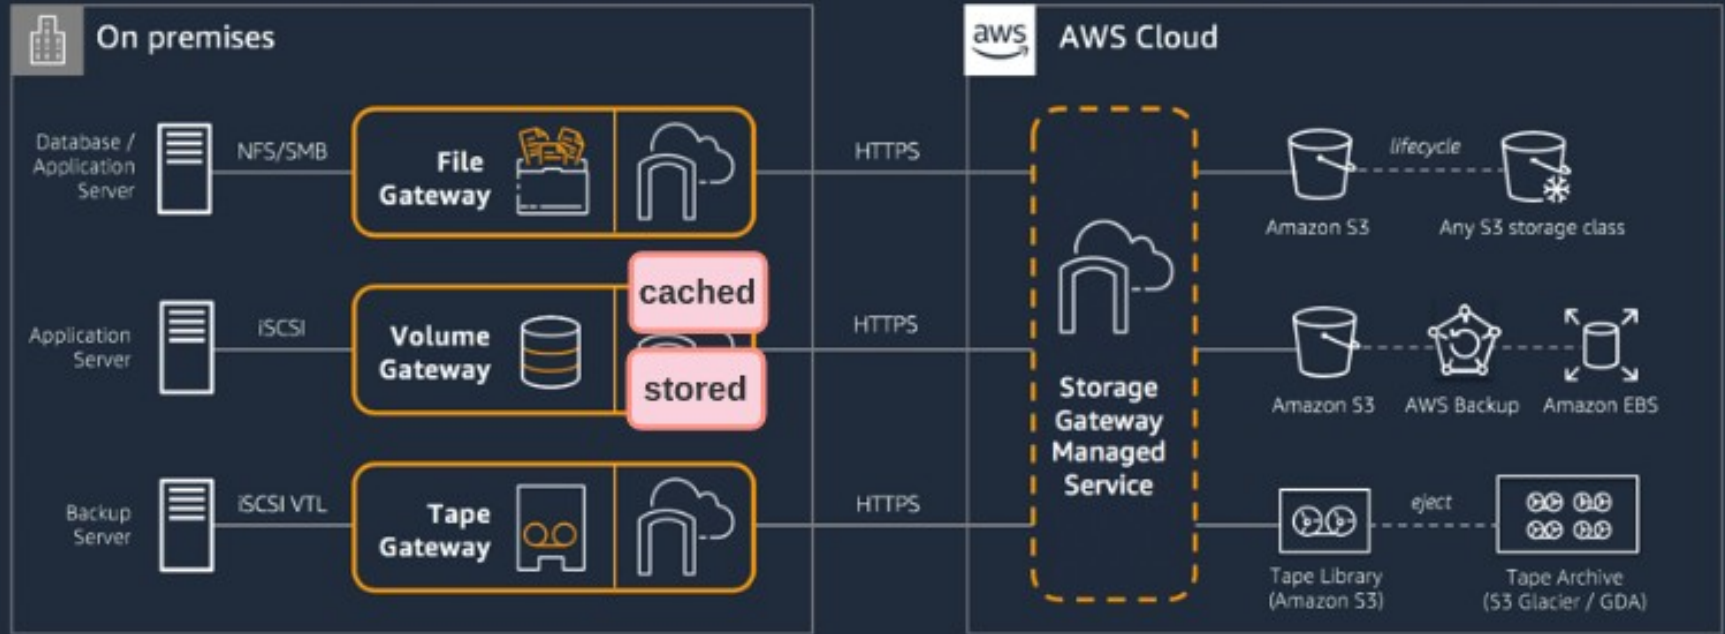 On premises
aws
AWS Cloud
Database /
Application
Server
NFS/SMB
File
Gateway
HTTPS
Amazon S3
lifecycle
Any S3 storage class
Application
Server
iSCSI
Volume
Gateway
cached
stored
HTTPS
Storage
Gateway
Managed
Service
Amazon S3
AWS Backup
Amazon EBS
Backup
Server
iSCSI VTL
Tape
Gateway
HTTPS
Tape Library
(Amazon S3)
eject
Tape Archive
(S3 Glacier / GDA)